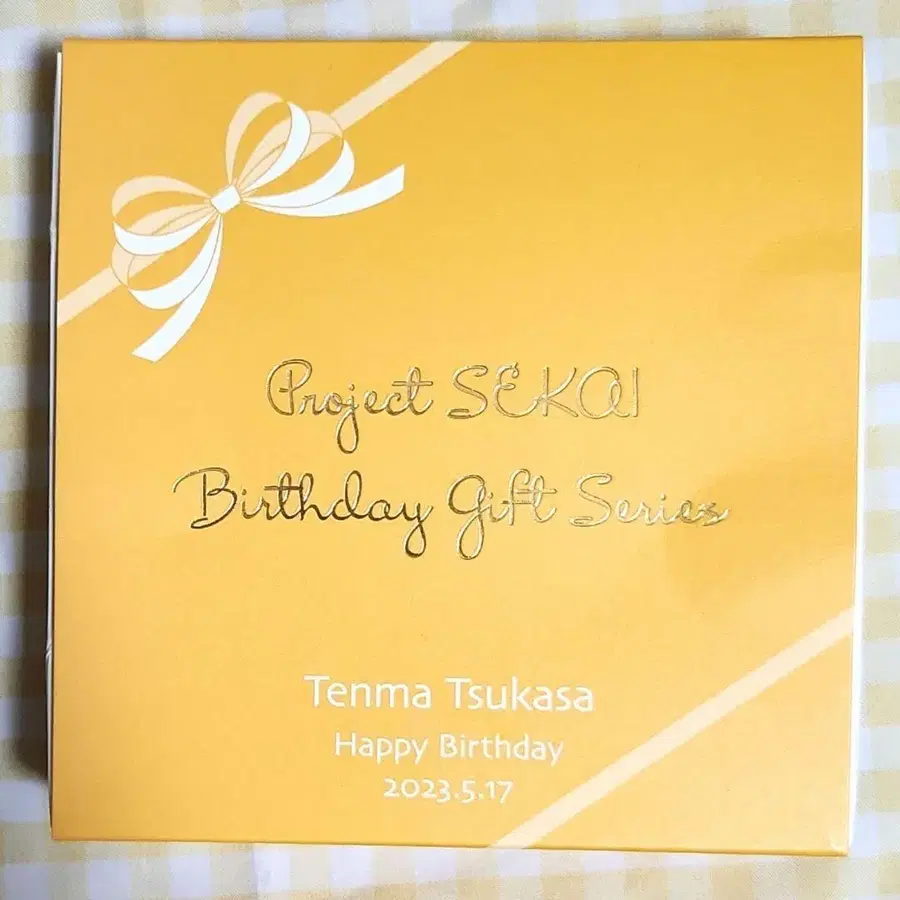 Project SEKAI
Birthday Gift Series
Tenma Tsukasa
Happy Birthday
2023.5.17